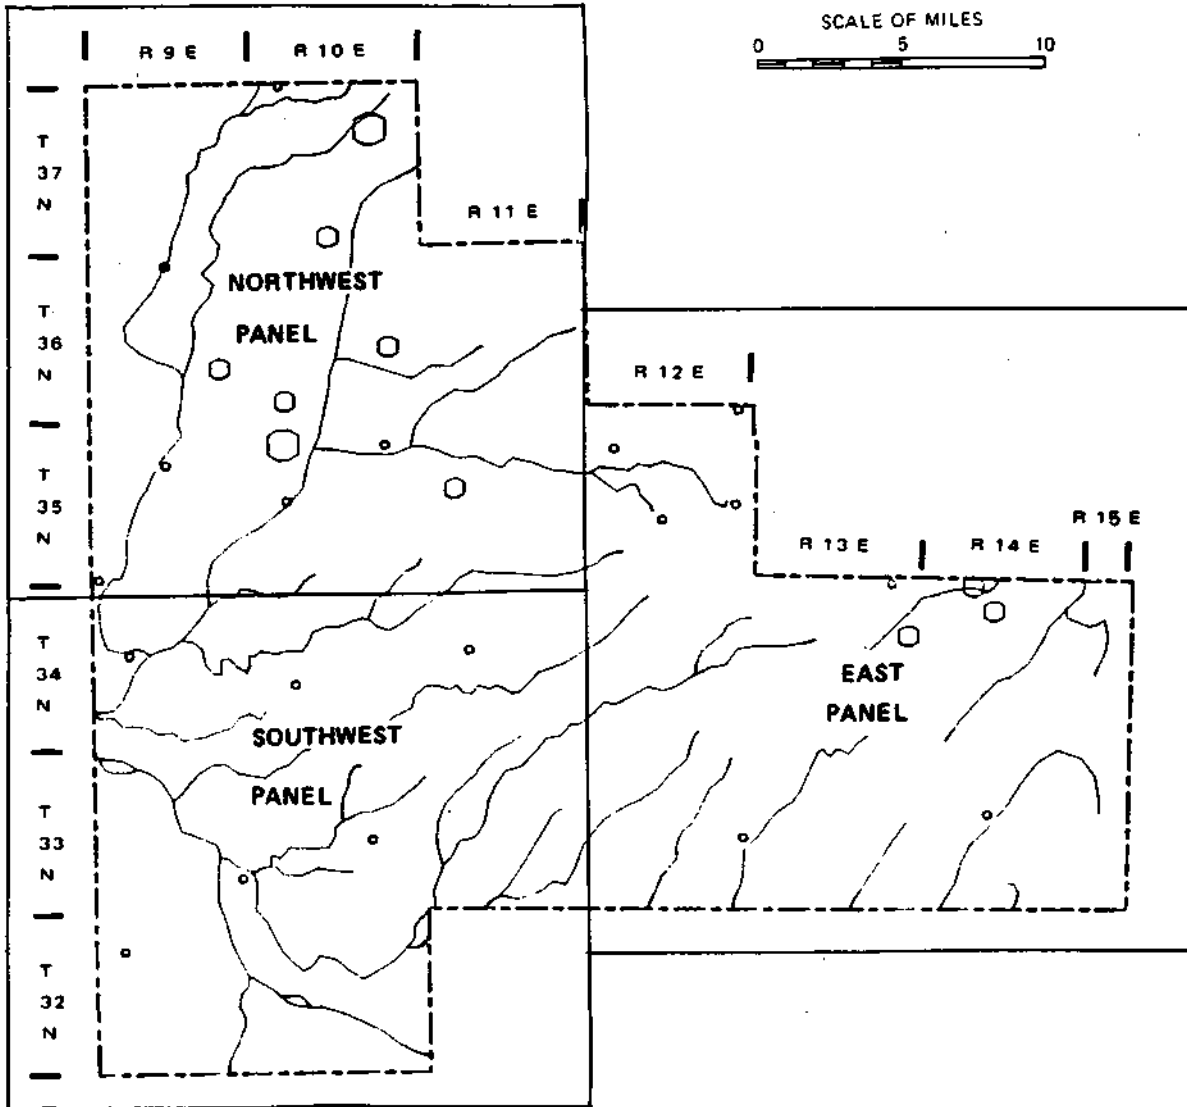 SCALE OF MILES
0 5 10
R 9 E
R 10 E
T
37
N
R 11 E
NORTHWEST
PANEL
T
36
N
R 12 E
T
35
N
R 13 E
R 14 E
R 15 E
T
34
N
EAST
PANEL
SOUTHWEST
PANEL
T
33
N
T
32
N